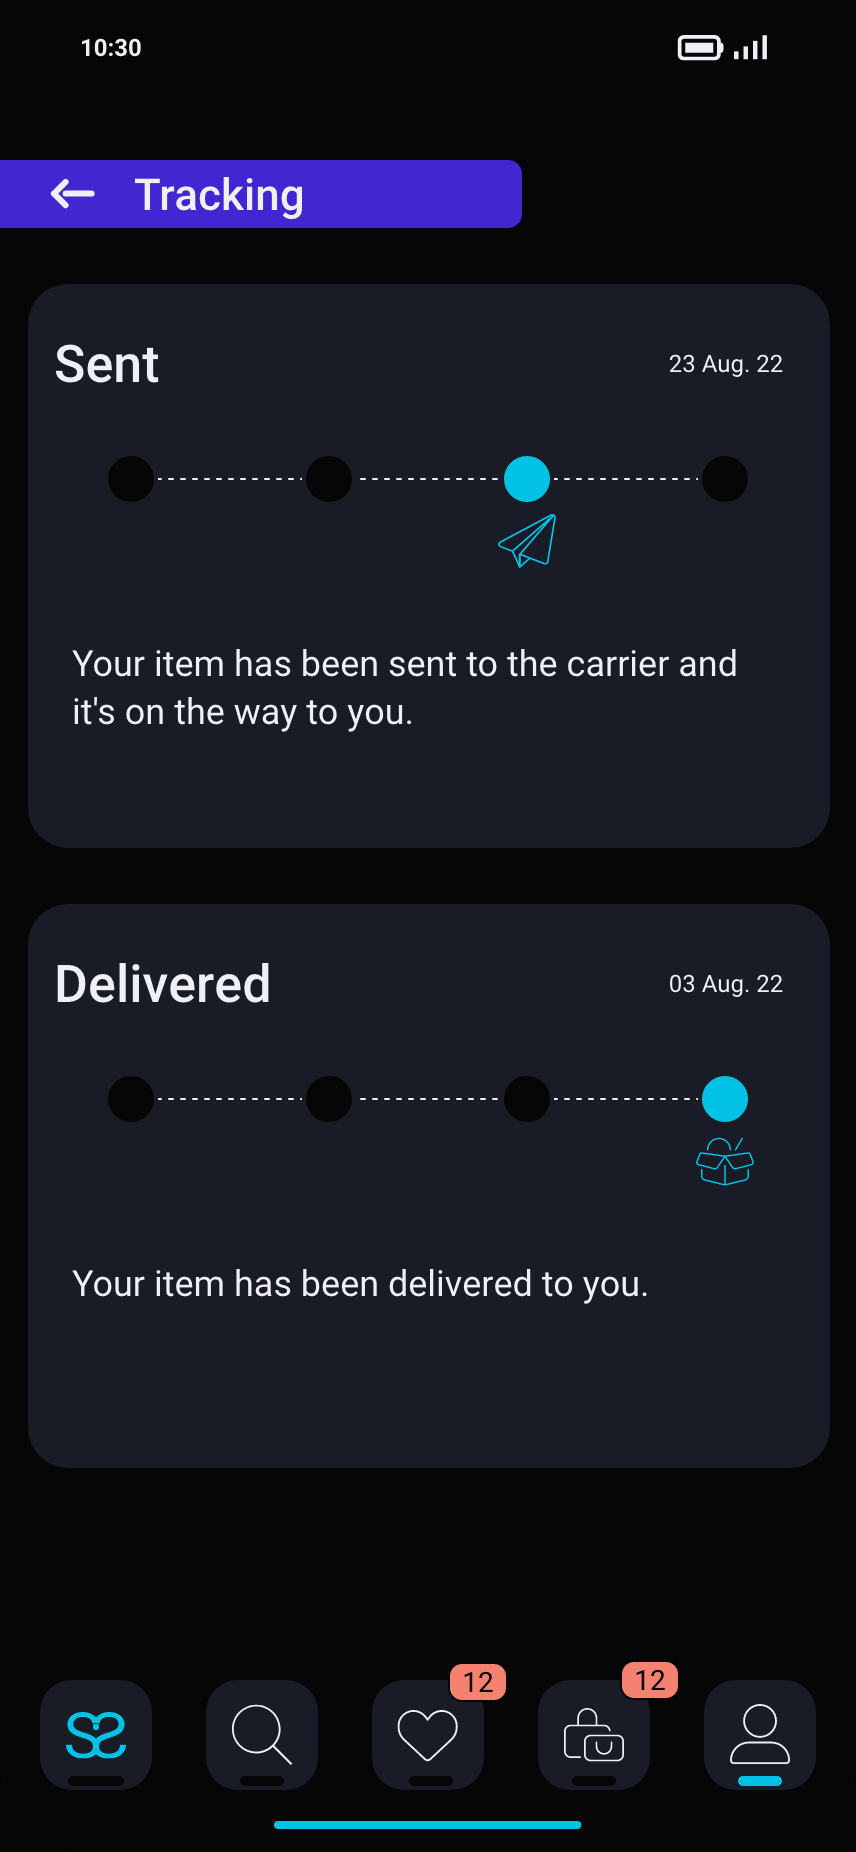 10:30
Tracking
Sent
23 Aug. 22
Your item has been sent to the carrier and
it's on the way to you.
Delivered
03 Aug. 22
Your item has been delivered to you.
12
12